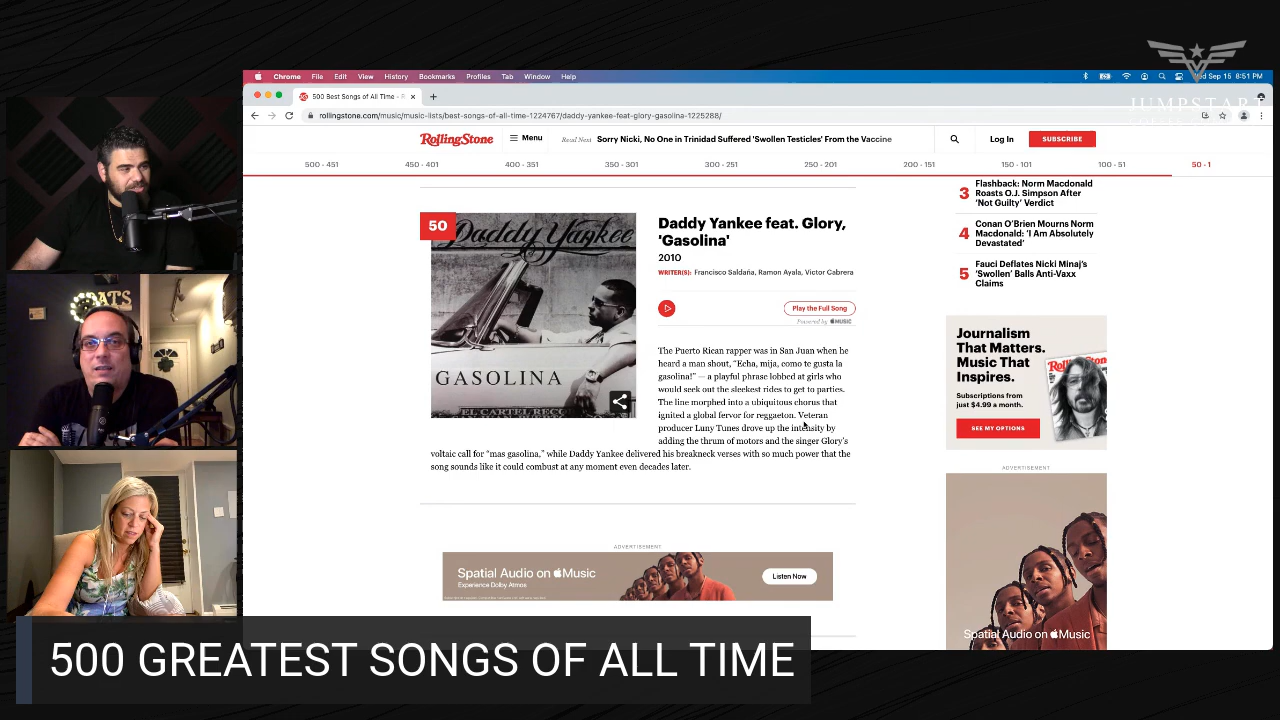 Chrome File Edit View History Bookmarks Profiles Tab Window Help
Wed Sep 15 8:51 PM
500 Best Songs of All Time - R
rollingstone.com/music/music-lists/best-songs-of-all-time-1224767/daddy-yankee-feat-glory-gasolina-1225288/
JUMPSTART
RollingStone
Menu
Read Next Sorry Nicki, No One in Trinidad Suffered 'Swollen Testicles' From the Vaccine
Log In
SUBSCRIBE
500 - 451 450 - 401 400 - 351 350 - 301 300 - 251 250 - 201 200 - 151 150 - 101 100 - 51 50 - 1
50
Daddy Yankee
GASOLINA
Daddy Yankee feat. Glory,
'Gasolina'
2010
WRITER(S): Francisco Saldaña, Ramon Ayala, Victor Cabrera
Play the Full Song
Powered by MUSIC
The Puerto Rican rapper was in San Juan when he
heard a man shout, “Echa, mija, como te gusta la
gasolina!” — a playful phrase lobbed at girls who
would seek out the sleekest rides to get to parties.
The line morphed into a ubiquitous chorus that
ignited a global fervor for reggaeton. Veteran
producer Luny Tunes drove up the intensity by
adding the thrum of motors and the singer Glory’s
voltaic call for “mas gasolina,” while Daddy Yankee delivered his breakneck verses with so much power that the
song sounds like it could combust at any moment even decades later.
ADVERTISEMENT
Spatial Audio on Music
Experience Dolby Atmos
Listen Now
3 Flashback: Norm Macdonald
Roasts O.J. Simpson After
‘Not Guilty’ Verdict
4 Conan O’Brien Mourns Norm
Macdonald: ‘I Am Absolutely
Devastated’
5 Fauci Deflates Nicki Minaj’s
‘Swollen’ Balls Anti-Vaxx
Claims
Journalism
That Matters.
Music That
Inspires.
Subscriptions from
just $4.99 a month.
SEE MY OPTIONS
ADVERTISEMENT
Spatial Audio on Music
500 GREATEST SONGS OF ALL TIME